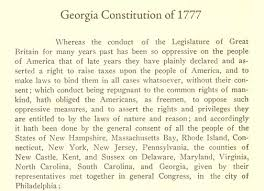 Georgia Constitution of 1777
Whereas the conduct of the Legislature of Great
Britain for many years past has been so oppressive on the people
of America that of late years they have plainly declared and as-
serted a right to raise taxes upon the people of America, and to
make laws to bind them in all cases whatsoever, without their con-
sent; which conduct being repugnant to the common rights of man-
kind, hath obliged the Americans, as freemen, to oppose such
oppressive measures, and to assert the rights and privileges they
are entitled to by the laws of nature and reason; and accordingly
it hath been done by the general consent of all the people of the
States of New Hampshire, Massachusetts Bay, Rhode Island, Con-
necticut, New York, New Jersey, Pennsylvania, the counties of
New Castle, Kent, and Sussex on Delaware, Maryland, Virginia,
North Carolina, South Carolina, and Georgia, given by their
representatives met together in general Congress, in the city of
Philadelphia;